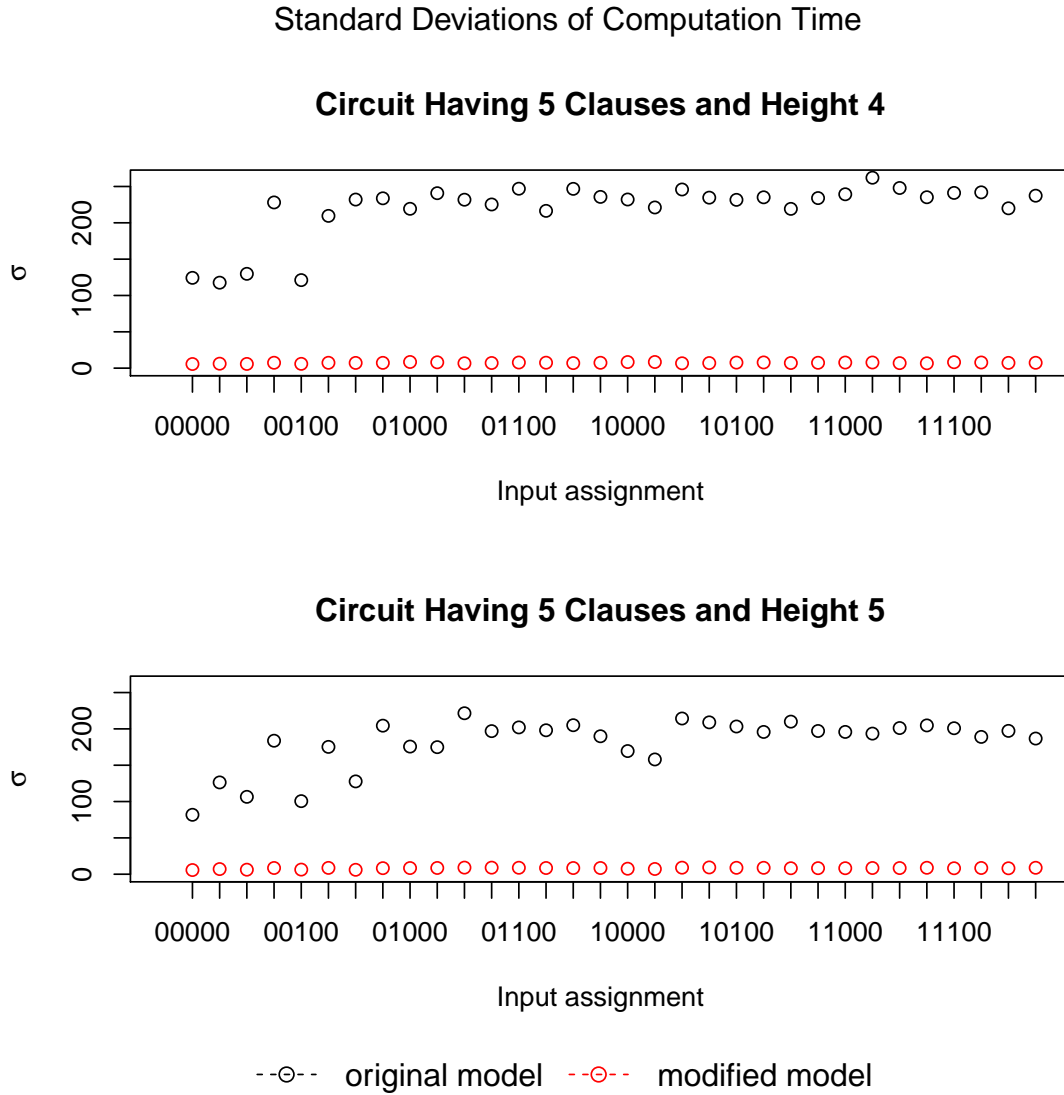 Standard Deviations of Computation Time
Circuit Having 5 Clauses and Height 4
σ
0 100 200
00000 00100 01000 01100 10000 10100 11000 11100
Input assignment
Circuit Having 5 Clauses and Height 5
σ
0 100 200
00000 00100 01000 01100 10000 10100 11000 11100
Input assignment
original model modified model